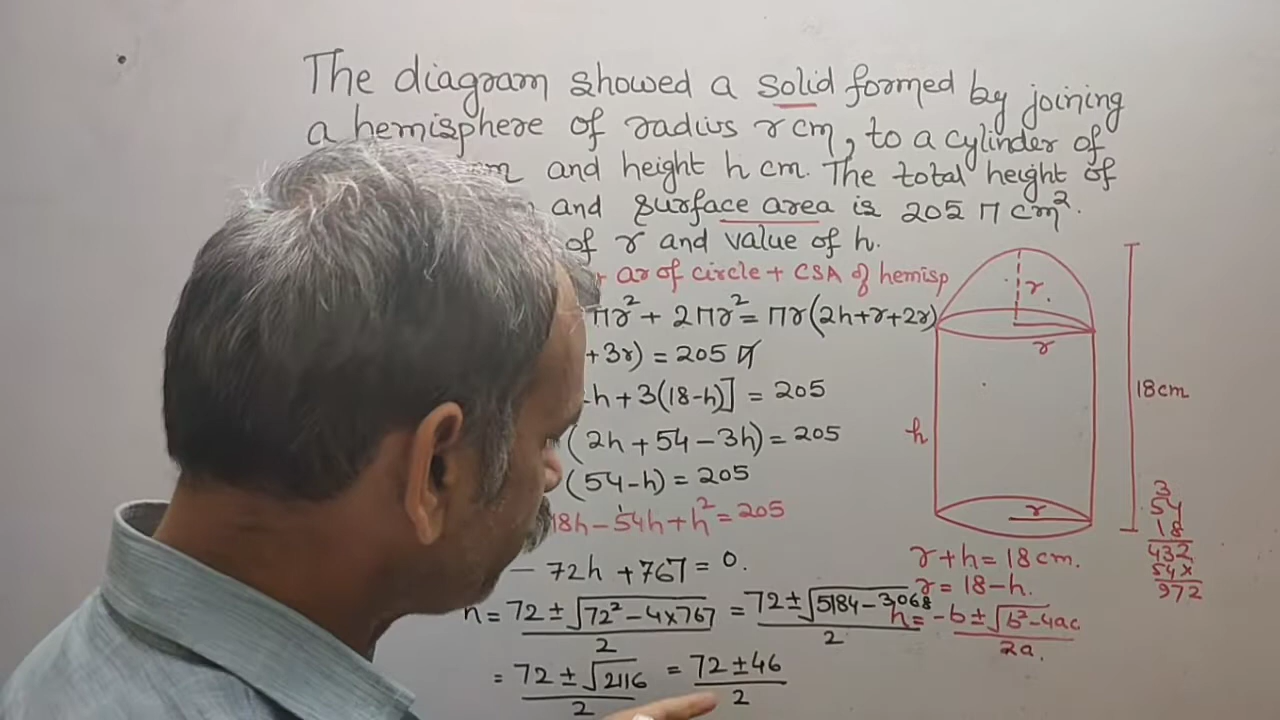 The diagram showed a solid formed by joining
a hemisphere of radius r cm, to a cylinder of
and height h cm. The total height of
and surface area is 205 π cm².
of r and value of h.
+ ar of circle + CSA of hemisp
πr² + 2πr² = πr(2h+r+2r)
+3r) = 205 π
h + 3(18-h)] = 205
(2h + 54 - 3h) = 205
(54-h) = 205
18h - 54h + h² = 205
- 72h + 767 = 0.
h = 72 ± √72² - 4×767 / 2 = 72 ± √5184 - 3068 / 2
= 72 ± √2116 / 2 = 72 ± 46 / 2
r
r
18cm
h
r
r + h = 18 cm.
r = 18 - h.
h = -b ± √b² - 4ac / 2a.
3
54
18
432
54×
972